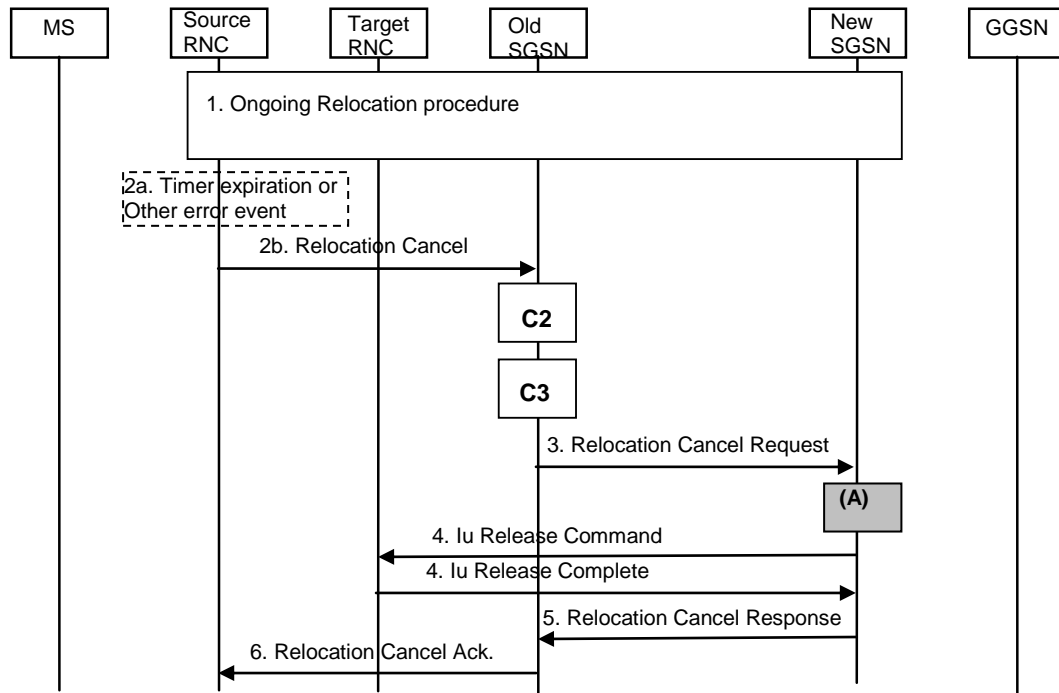 MS
Source
RNC
Target
RNC
Old
SGSN
New
SGSN
GGSN
1. Ongoing Relocation procedure
2a. Timer expiration or
Other error event
2b. Relocation Cancel
C2
C3
3. Relocation Cancel Request
(A)
4. Iu Release Command
4. Iu Release Complete
5. Relocation Cancel Response
6. Relocation Cancel Ack.